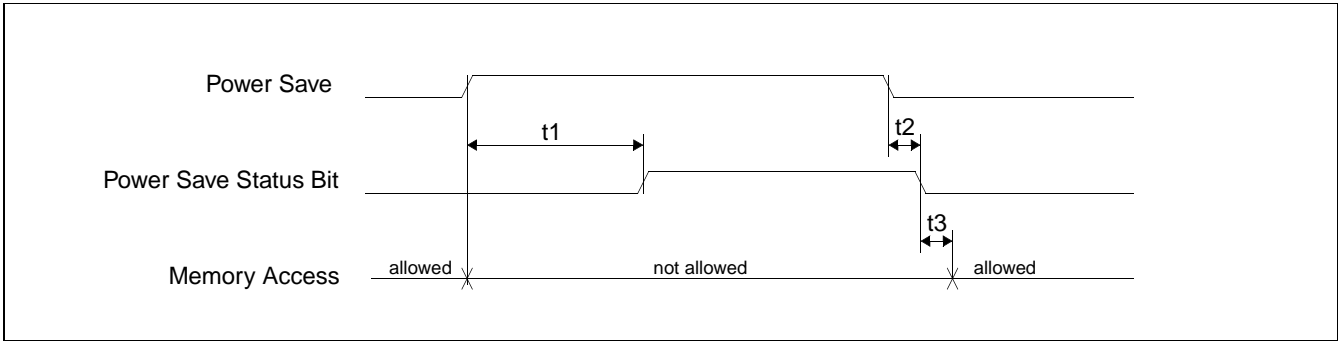 Power Save
t1
t2
Power Save Status Bit
t3
Memory Access
allowed
not allowed
allowed